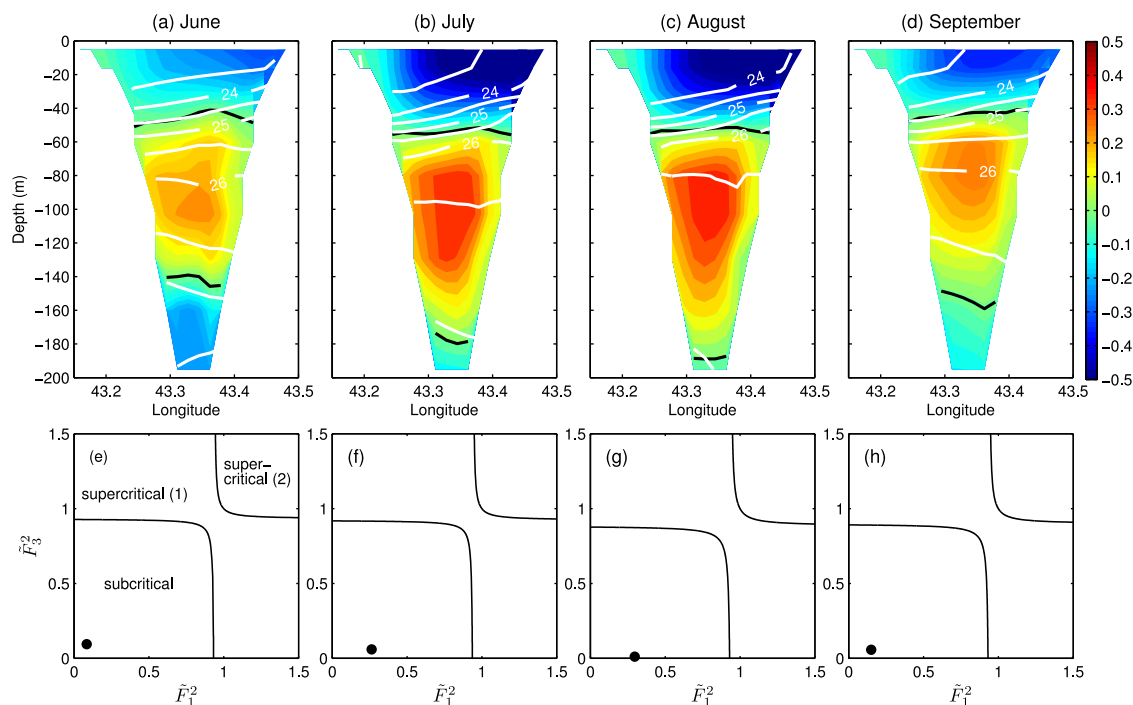 (a) June
(b) July
(c) August
(d) September
0
−20
−40
−60
−80
−100
−120
−140
−160
−180
−200
Depth (m)
24
25
26
24
25
26
24
25
26
24
25
26
43.2 43.3 43.4 43.5
Longitude
43.2 43.3 43.4 43.5
Longitude
43.2 43.3 43.4 43.5
Longitude
43.2 43.3 43.4 43.5
Longitude
0.5
0.4
0.3
0.2
0.1
0
−0.1
−0.2
−0.3
−0.4
−0.5
(e)
super−
critical (2)
supercritical (1)
subcritical
1.5
1
0.5
0
F̃₃²
0 0.5 1 1.5
F̃₁²
(f)
1.5
1
0.5
0
0 0.5 1 1.5
F̃₁²
(g)
1.5
1
0.5
0
0 0.5 1 1.5
F̃₁²
(h)
1.5
1
0.5
0
0 0.5 1 1.5
F̃₁²